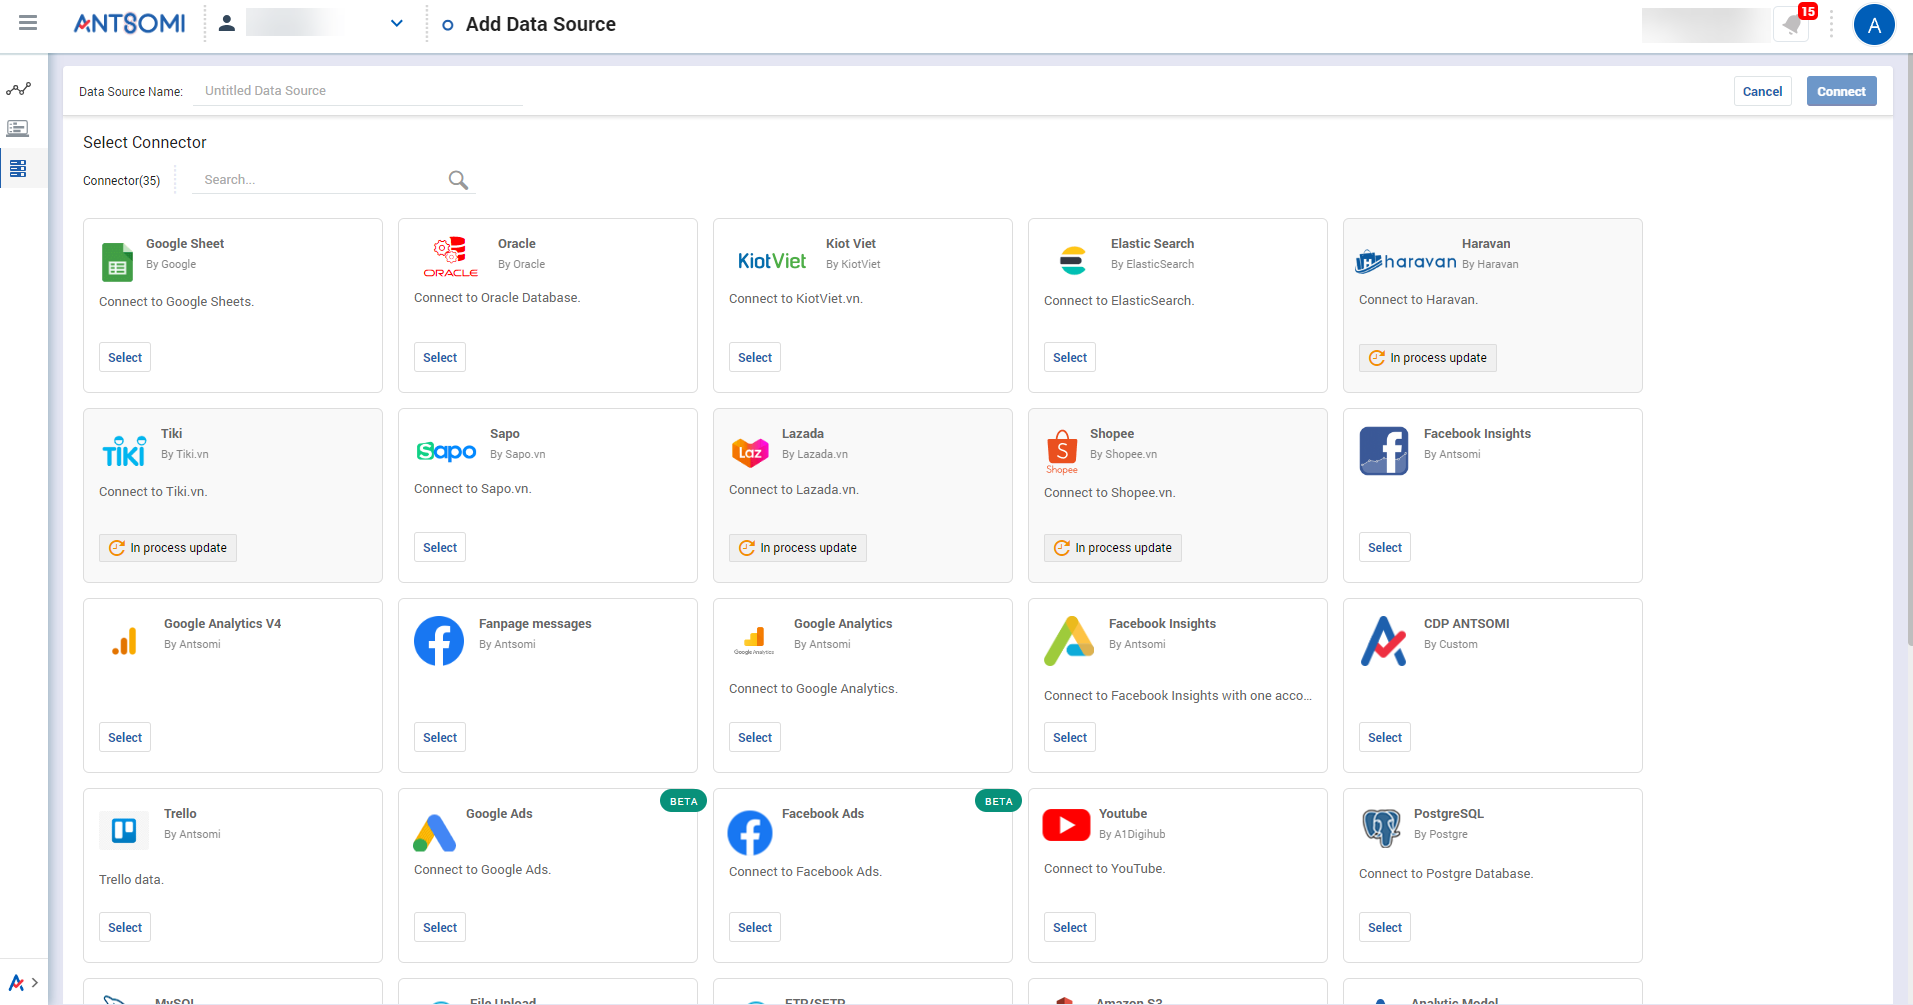 ANTSOMI
Add Data Source
15
A
Data Source Name:
Untitled Data Source
Cancel
Connect
Select Connector
Connector(35)
Search...
Google Sheet
By Google
Connect to Google Sheets.
Select
ORACLE
Oracle
By Oracle
Connect to Oracle Database.
Select
KiotViet
Kiot Viet
By KiotViet
Connect to KiotViet.vn.
Select
Elastic Search
By ElasticSearch
Connect to ElasticSearch.
Select
haravan
Haravan
By Haravan
Connect to Haravan.
In process update
TIKI
Tiki
By Tiki.vn
Connect to Tiki.vn.
In process update
Sapo
Sapo
By Sapo.vn
Connect to Sapo.vn.
Select
Laz
Lazada
By Lazada.vn
Connect to Lazada.vn.
In process update
S
Shopee
Shopee
By Shopee.vn
Connect to Shopee.vn.
In process update
f
Facebook Insights
By Antsomi
Select
Google Analytics V4
By Antsomi
Select
f
Fanpage messages
By Antsomi
Select
Google Analytics
Google Analytics
By Antsomi
Connect to Google Analytics.
Select
Facebook Insights
By Antsomi
Connect to Facebook Insights with one acco...
Select
CDP ANTSOMI
By Custom
Select
Trello
By Antsomi
Trello data.
Select
BETA
Google Ads
Connect to Google Ads.
Select
BETA
f
Facebook Ads
Connect to Facebook Ads.
Select
Youtube
By A1Digihub
Connect to YouTube.
Select
PostgreSQL
By Postgre
Connect to Postgre Database.
Select
MySQL
File Upload
FTP/SFTP
Amazon S3
Analytic Model